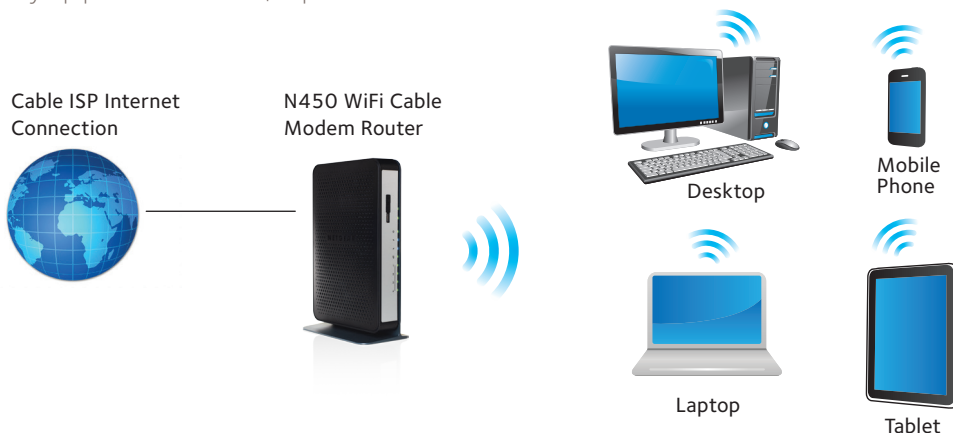 Cable ISP Internet
Connection
N450 WiFi Cable
Modem Router
Desktop
Mobile
Phone
Laptop
Tablet